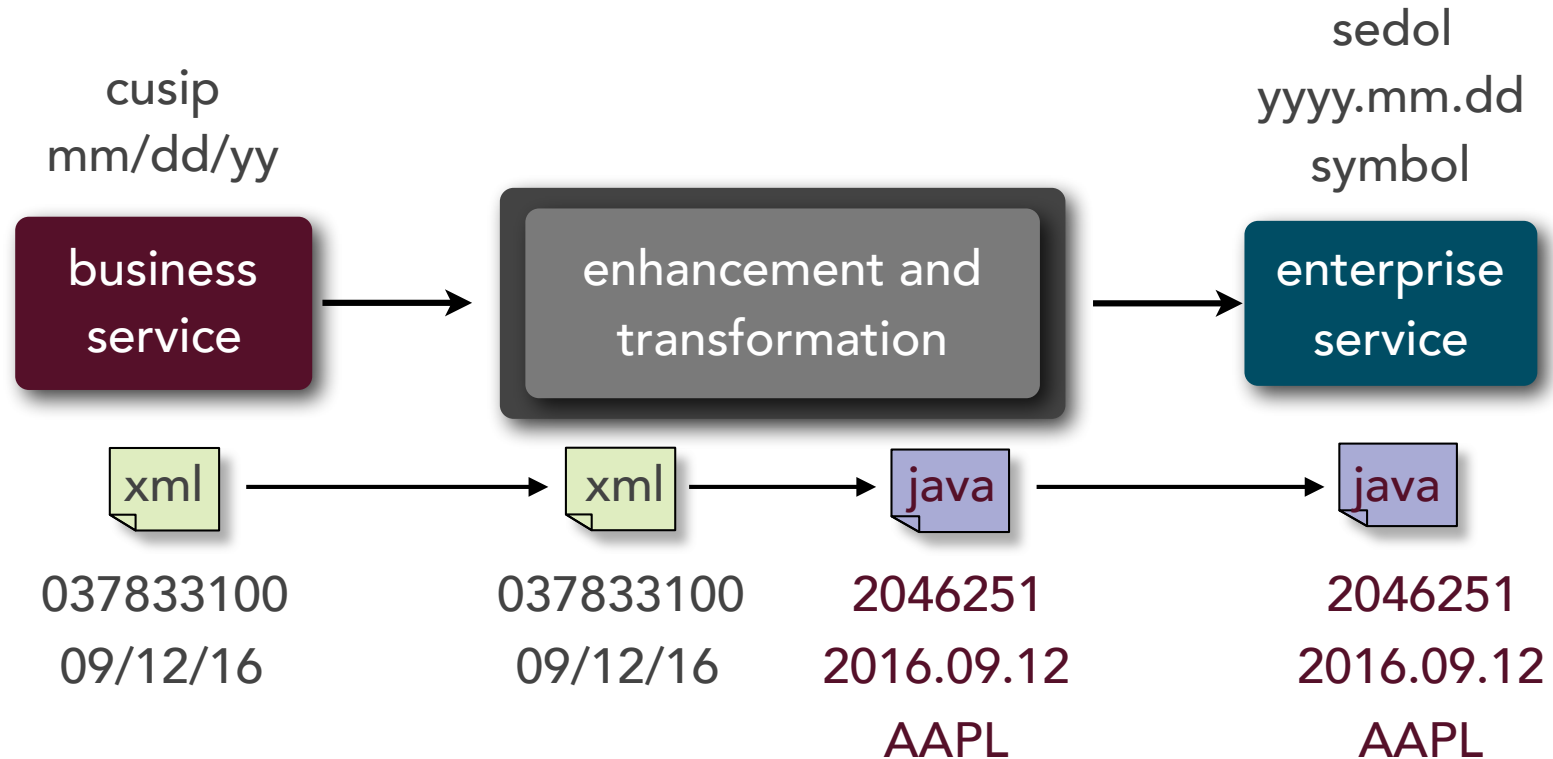 cusip
mm/dd/yy
sedol
yyyy.mm.dd
symbol
business
service
enhancement and
transformation
enterprise
service
xml
xml
java
java
037833100
09/12/16
037833100
09/12/16
2046251
2016.09.12
AAPL
2046251
2016.09.12
AAPL